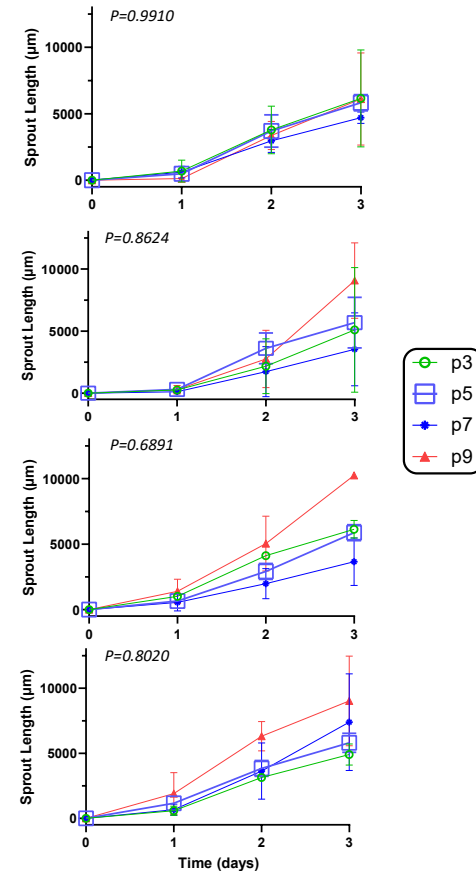 P=0.9910
10000
5000
0
Sprout Length (µm)
0 1 2 3
P=0.8624
10000
5000
0
Sprout Length (µm)
0 1 2 3
p3
p5
p7
p9
P=0.6891
10000
5000
0
Sprout Length (µm)
0 1 2 3
P=0.8020
10000
5000
0
Sprout Length (µm)
0 1 2 3
Time (days)